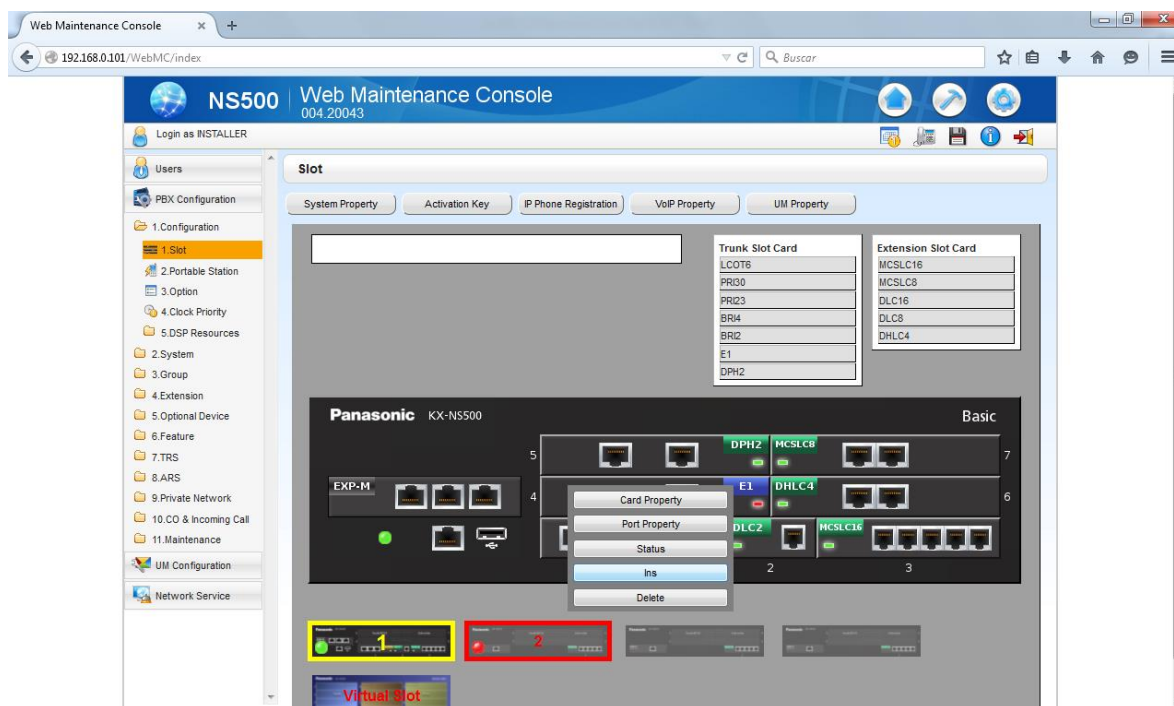 Web Maintenance Console
192.168.0.101/WebMC/index
Buscar
NS500 Web Maintenance Console
004.20043
Login as INSTALLER
Users
PBX Configuration
1.Configuration
1.Slot
2.Portable Station
3.Option
4.Clock Priority
5.DSP Resources
2.System
3.Group
4.Extension
5.Optional Device
6.Feature
7.TRS
8.ARS
9.Private Network
10.CO & Incoming Call
11.Maintenance
UM Configuration
Network Service
Slot
System Property
Activation Key
IP Phone Registration
VoIP Property
UM Property
Trunk Slot Card
LCOT6
PRI30
PRI23
BRI4
BRI2
E1
DPH2
Extension Slot Card
MCSLC16
MCSLC8
DLC16
DLC8
DHLC4
Panasonic KX-NS500
Basic
5
DPH2
MCSLC8
7
EXP-M
4
E1
DHLC4
6
DLC2
MCSLC16
2
3
Card Property
Port Property
Status
Ins
Delete
1
2
Virtual Slot